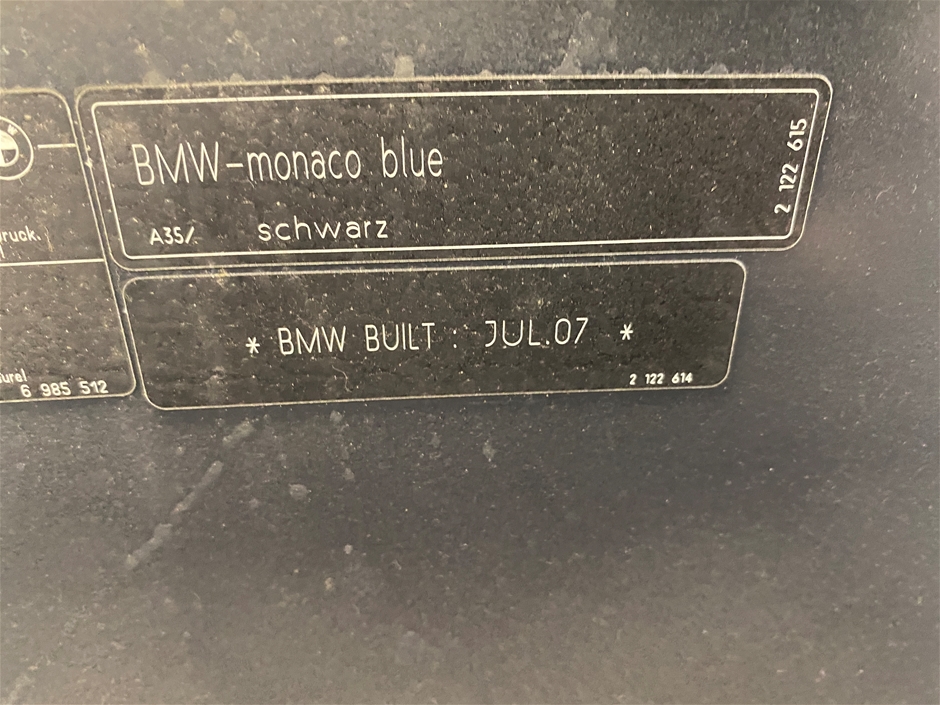 BMW-monaco blue
A35/. schwarz
2 122 615
* BMW BUILT : JUL.07 *
2 122 614
ruck.
ure!
6 985 512